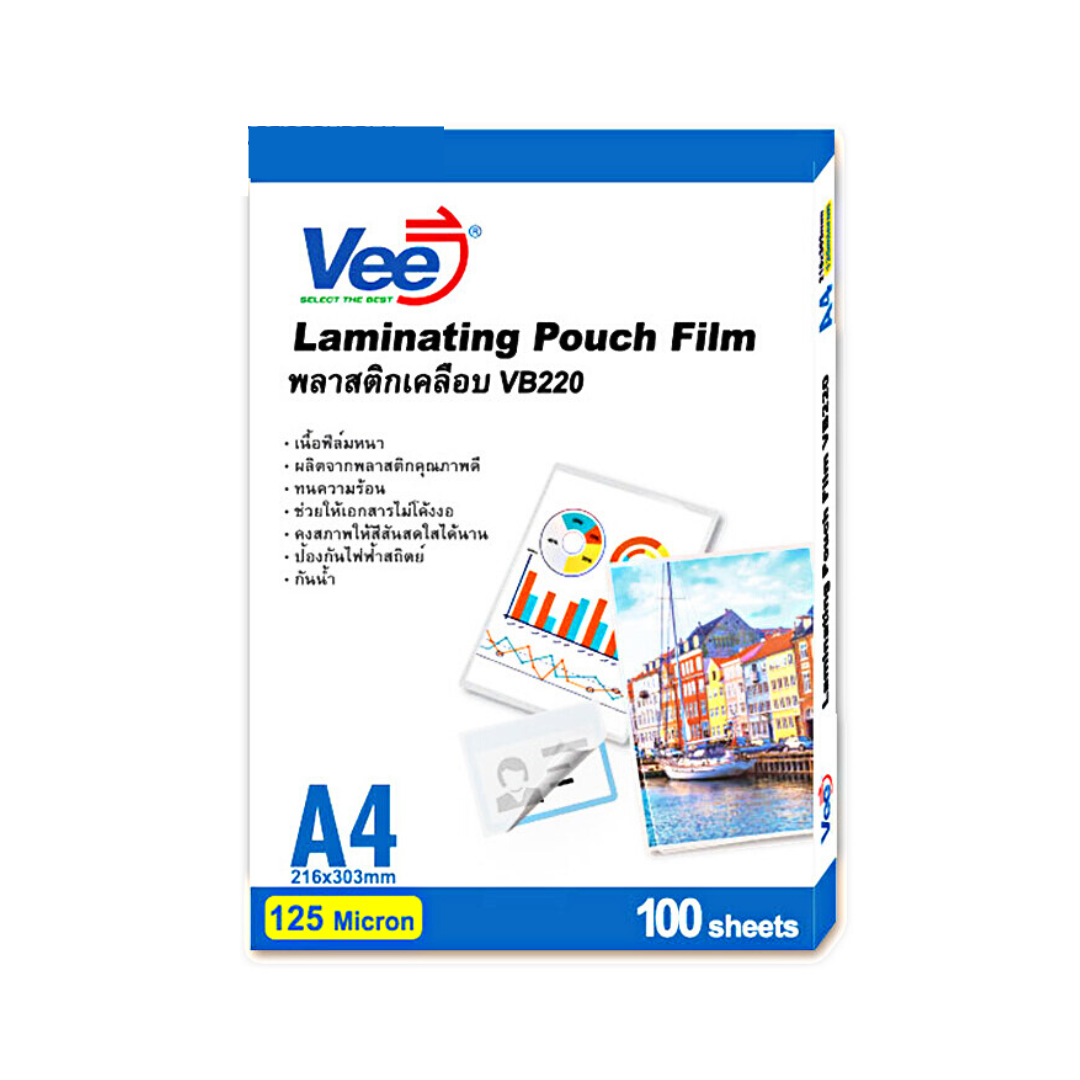 Vee®
SELECT THE BEST
Laminating Pouch Film
พลาสติกเคลือบ VB220
• เนื้อฟิล์มหนา
• ผลิตจากพลาสติกคุณภาพดี
• ทนความร้อน
• ช่วยให้เอกสารไม่โค้งงอ
• คงสภาพให้สีสันสดใสได้นาน
• ป้องกันไฟฟ้าสถิตย์
• กันน้ำ
A4
216x303mm
125 Micron
100 sheets
216x303mm
125micron
A4
Laminating Pouch Film VB220
Vee